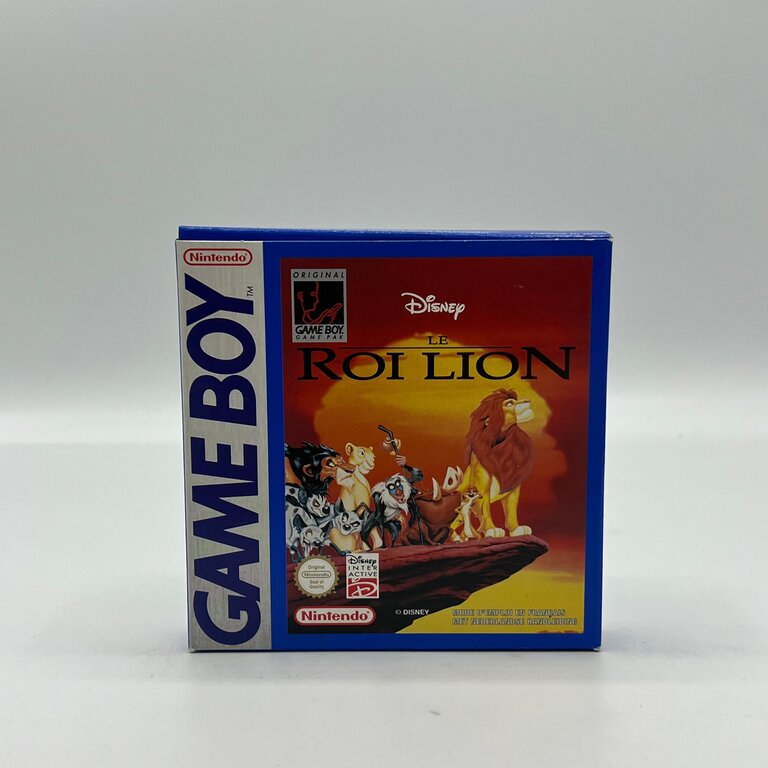 Nintendo
GAME BOY
TM
ORIGINAL
GAME BOY
GAME PAK
Disney
LE
ROI LION
Original
Nintendo
Seal of
Quality
Disney
INTER
ACTIVE
D
Nintendo
© DISNEY
MODE D'EMPLOI EN FRANÇAIS
MET NEDERLANDSE HANDLEIDING